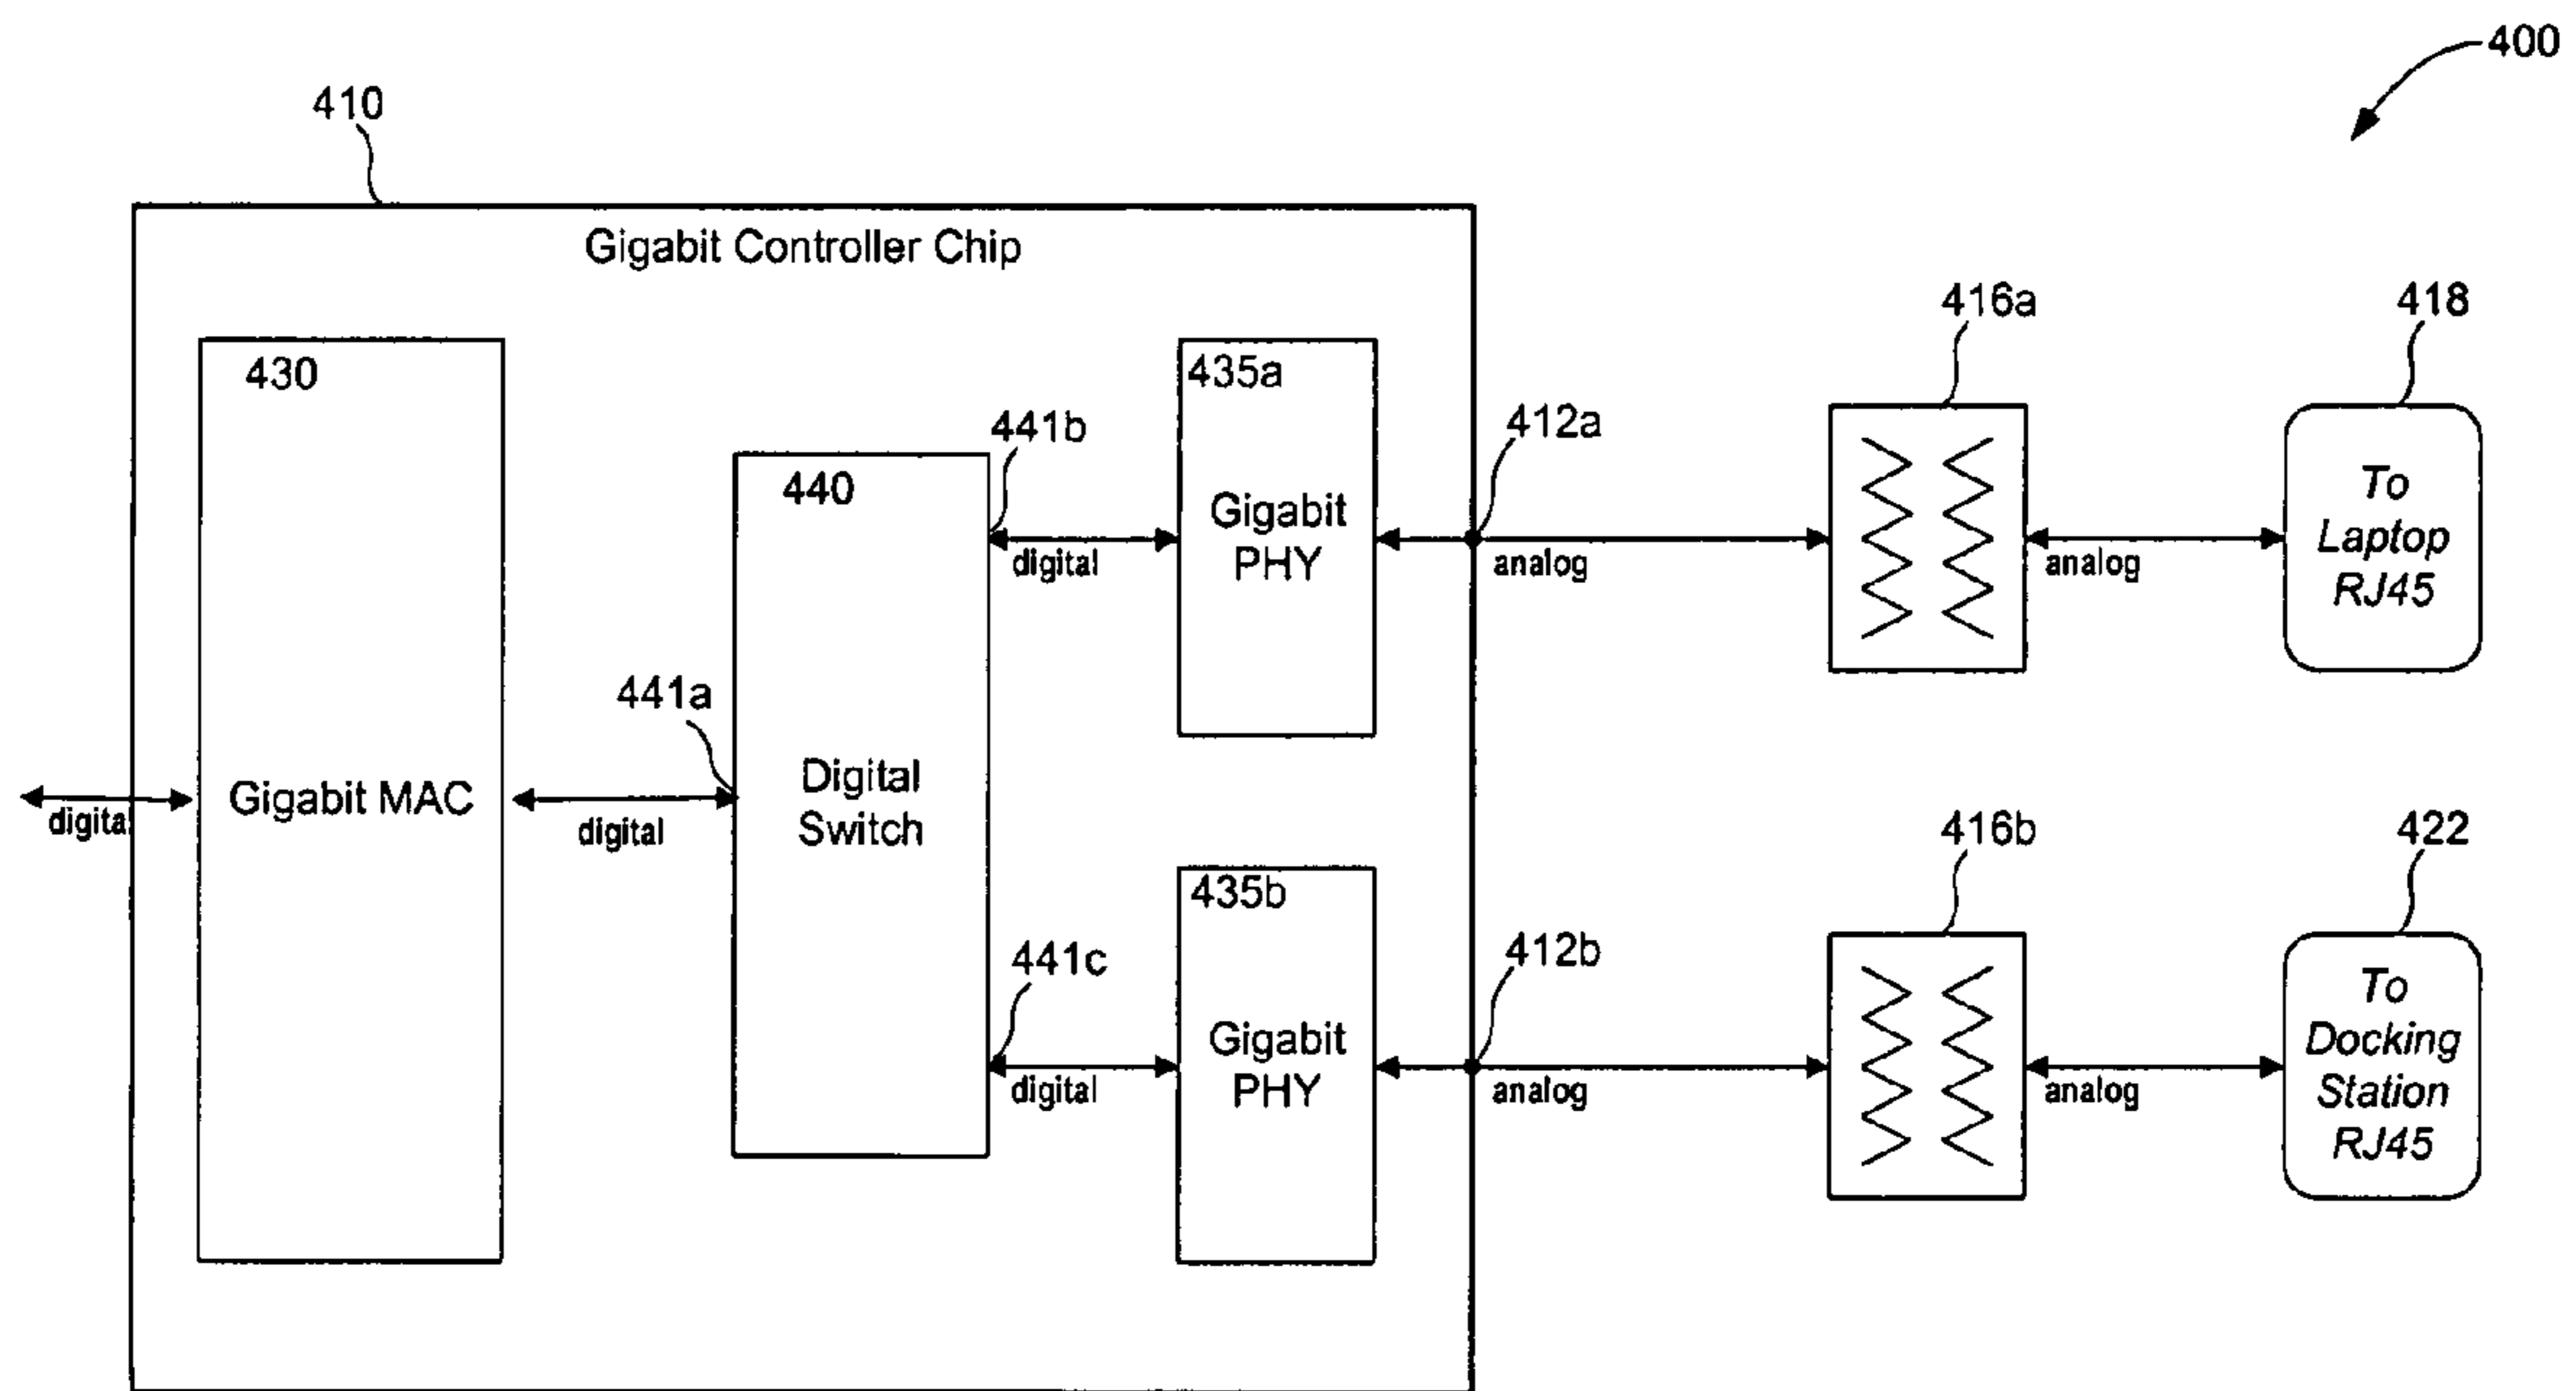 400
410
Gigabit Controller Chip
416a
418
430
435a
441b
412a
440
Gigabit
PHY
To
Laptop
RJ45
digital
analog
analog
441a
Gigabit MAC
Digital
Switch
digital
digital
416b
422
435b
441c
412b
Gigabit
PHY
To
Docking
Station
RJ45
digital
analog
analog